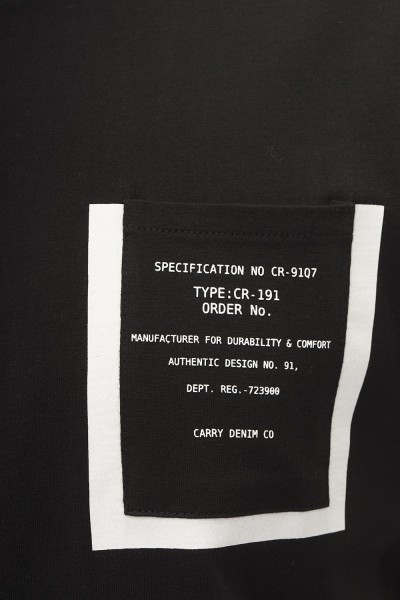 SPECIFICATION NO CR-91Q7
TYPE:CR-191
ORDER No.
MANUFACTURER FOR DURABILITY & COMFORT
AUTHENTIC DESIGN NO. 91,
DEPT. REG.-723900
CARRY DENIM CO